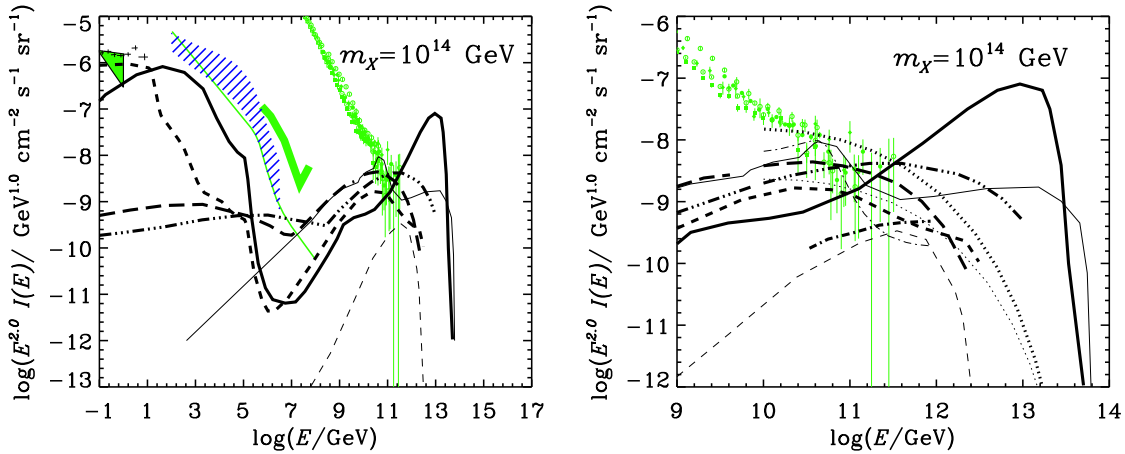 m_X=10^14 GeV
log(E^2.0 I(E)/ GeV^1.0 cm^-2 s^-1 sr^-1)
-5
-6
-7
-8
-9
-10
-11
-12
-13
-1 1 3 5 7 9 11 13 15 17
log(E/GeV)
m_X=10^14 GeV
log(E^2.0 I(E)/ GeV^1.0 cm^-2 s^-1 sr^-1)
-6
-7
-8
-9
-10
-11
-12
9 10 11 12 13 14
log(E/GeV)